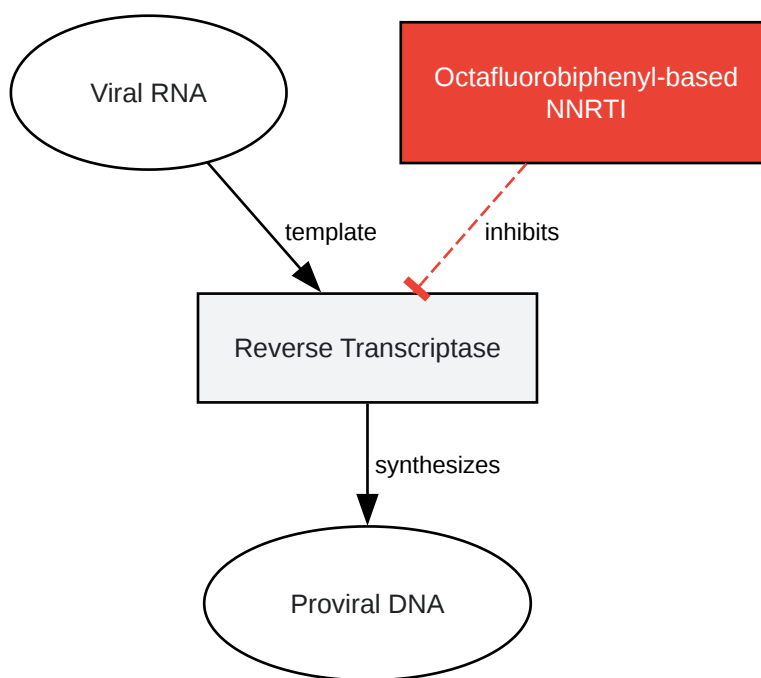 Viral RNA
Octafluorobiphenyl-based
NNRTI
template
inhibits
Reverse Transcriptase
synthesizes
Proviral DNA